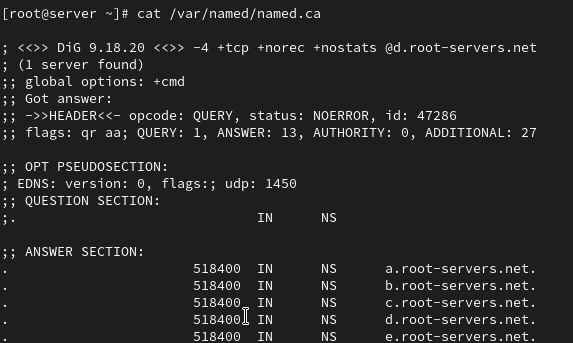 [root@server ~]# cat /var/named/named.ca

; <<>> DiG 9.18.20 <<>> -4 +tcp +norec +nostats @d.root-servers.net
; (1 server found)
;; global options: +cmd
;; Got answer:
;; ->>HEADER<<- opcode: QUERY, status: NOERROR, id: 47286
;; flags: qr aa; QUERY: 1, ANSWER: 13, AUTHORITY: 0, ADDITIONAL: 27

;; OPT PSEUDOSECTION:
; EDNS: version: 0, flags:; udp: 1450
;; QUESTION SECTION:
;.                              IN      NS

;; ANSWER SECTION:
.                       518400  IN      NS      a.root-servers.net.
.                       518400  IN      NS      b.root-servers.net.
.                       518400  IN      NS      c.root-servers.net.
.                       518400  IN      NS      d.root-servers.net.
.                       518400  IN      NS      e.root-servers.net.